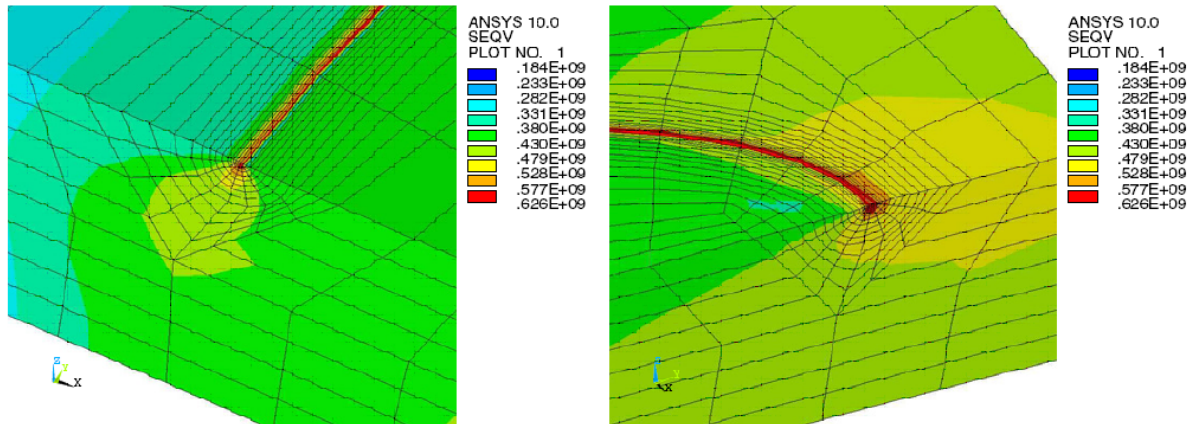 ANSYS 10.0
SEQV
PLOT NO. 1
.184E+09
.233E+09
.282E+09
.331E+09
.380E+09
.430E+09
.479E+09
.528E+09
.577E+09
.626E+09
Z
Y
X
ANSYS 10.0
SEQV
PLOT NO. 1
.184E+09
.233E+09
.282E+09
.331E+09
.380E+09
.430E+09
.479E+09
.528E+09
.577E+09
.626E+09
Z
Y
X